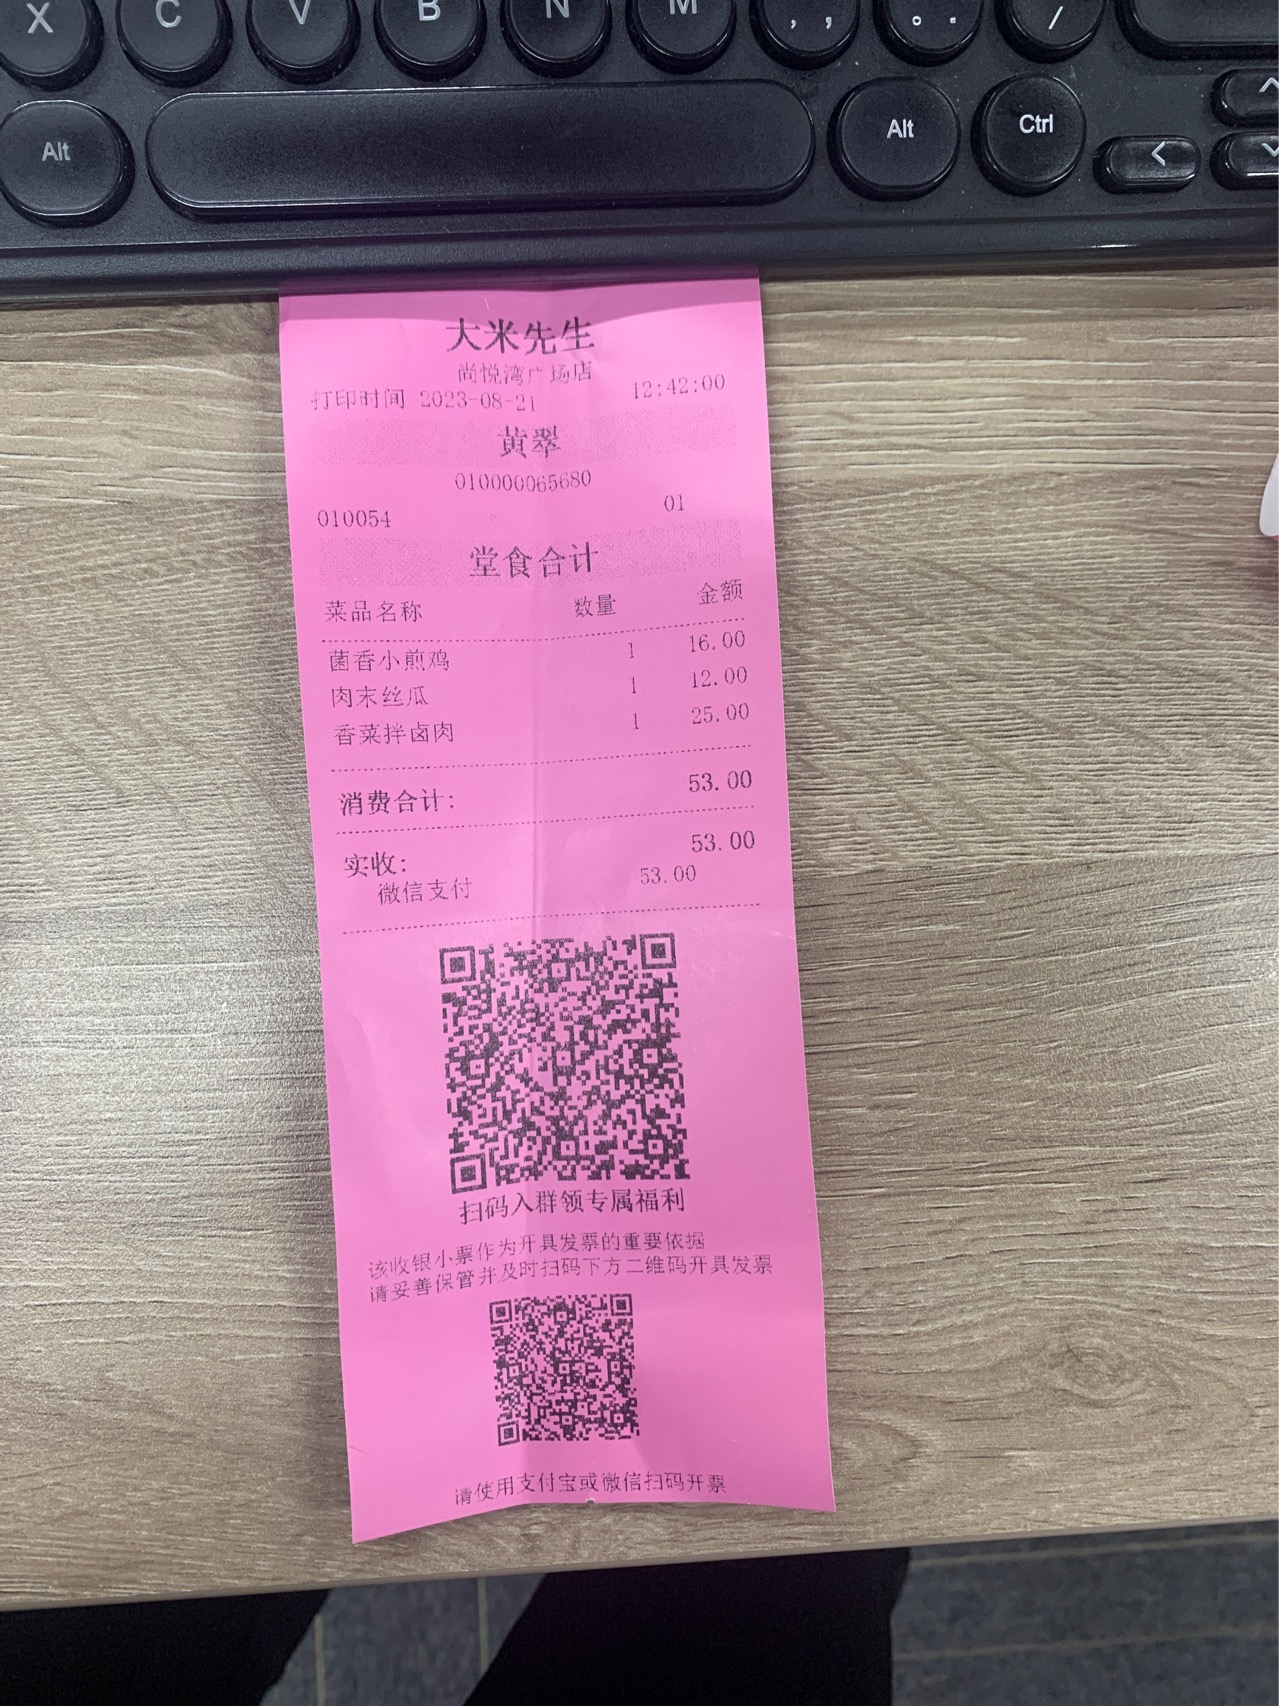 X C V B N M , , 。 . /
Alt Alt Ctrl < ^
大米先生
尚悦湾广场店
打印时间 2023-08-21 12:42:00
黄翠
010000065680
010054 01
堂食合计
菜品名称 数量 金额
菌香小煎鸡 1 16.00
肉末丝瓜 1 12.00
香菜拌卤肉 1 25.00
消费合计: 53.00
实收: 53.00
微信支付 53.00
扫码入群领专属福利
该收银小票作为开具发票的重要依据
请妥善保管并及时扫码下方二维码开具发票
请使用支付宝或微信扫码开票